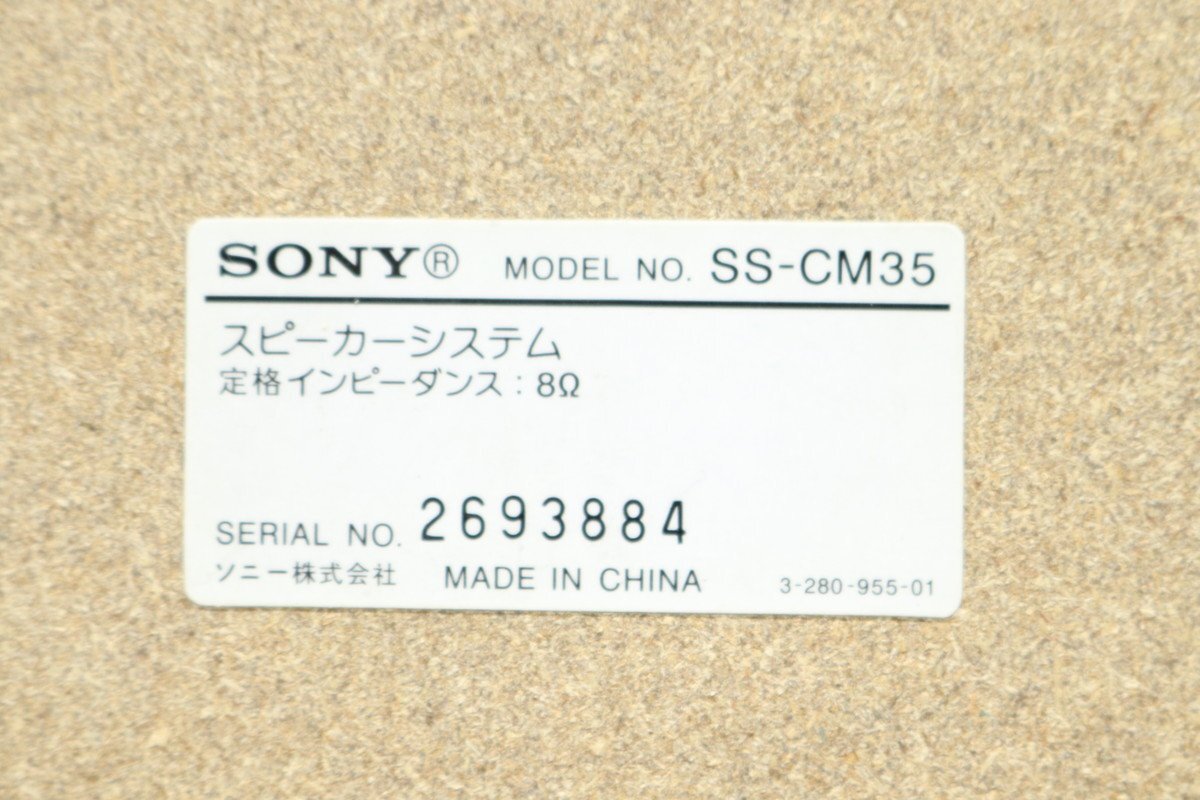 SONY® MODEL NO. SS-CM35
スピーカーシステム
定格インピーダンス : 8Ω
SERIAL NO. 2693884
ソニー株式会社 MADE IN CHINA 3-280-955-01